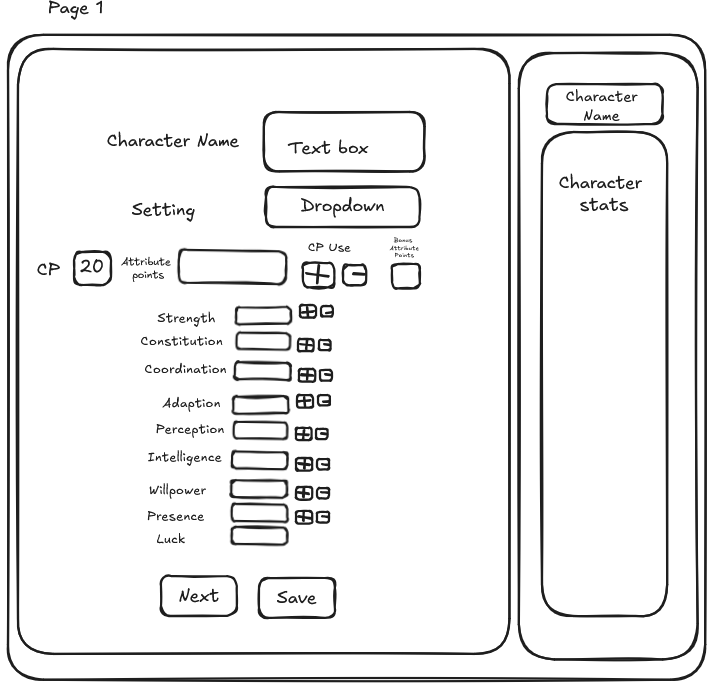 Page 1
Character Name
Text box
Setting
Dropdown
CP
20
Attribute
points
CP Use
Bonus
Attribute
Points
Strength
Constitution
Coordination
Adaption
Perception
Intelligence
Willpower
Presence
Luck
Next
Save
Character
Name
Character
stats